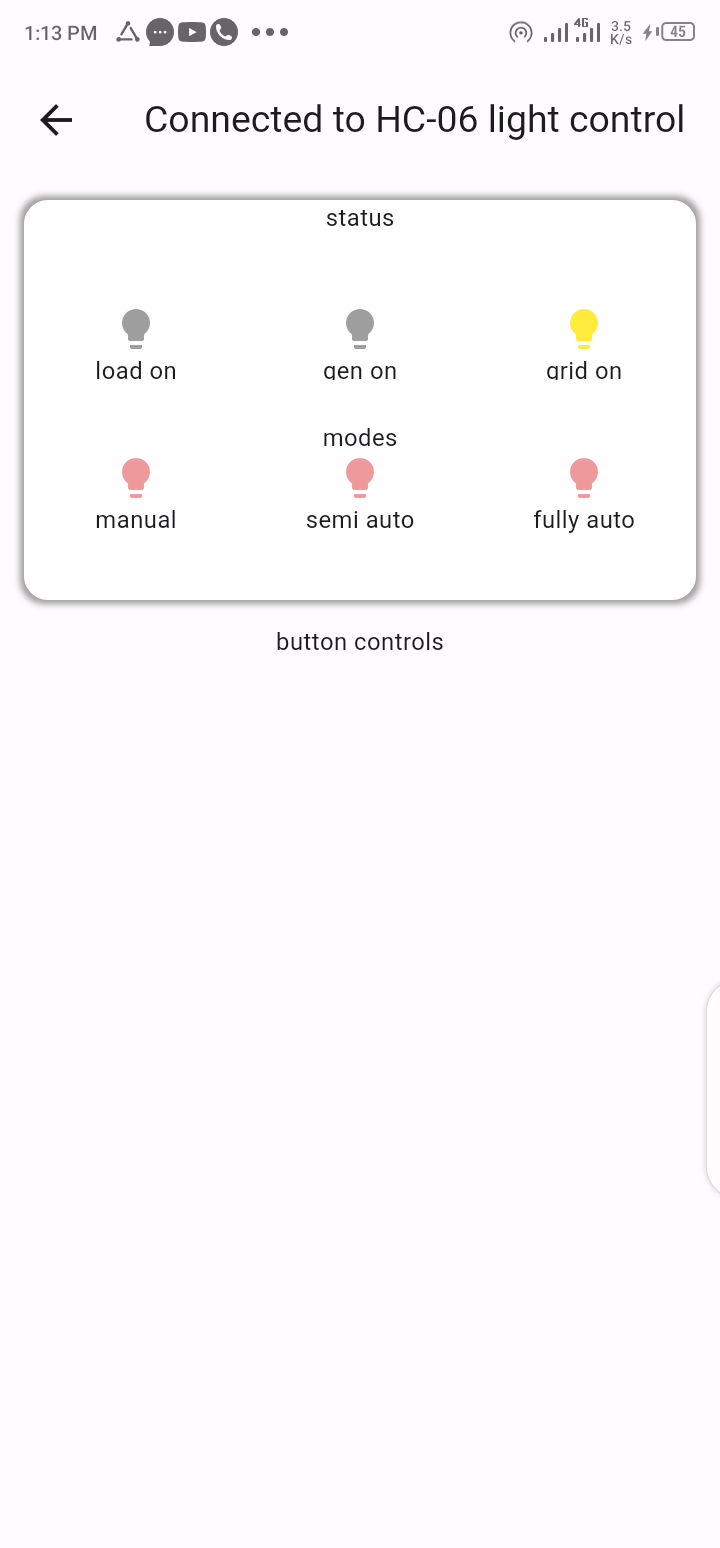 1:13 PM 4G 3.5 K/s 45
Connected to HC-06 light control
status
load on gen on grid on
modes
manual semi auto fully auto
button controls